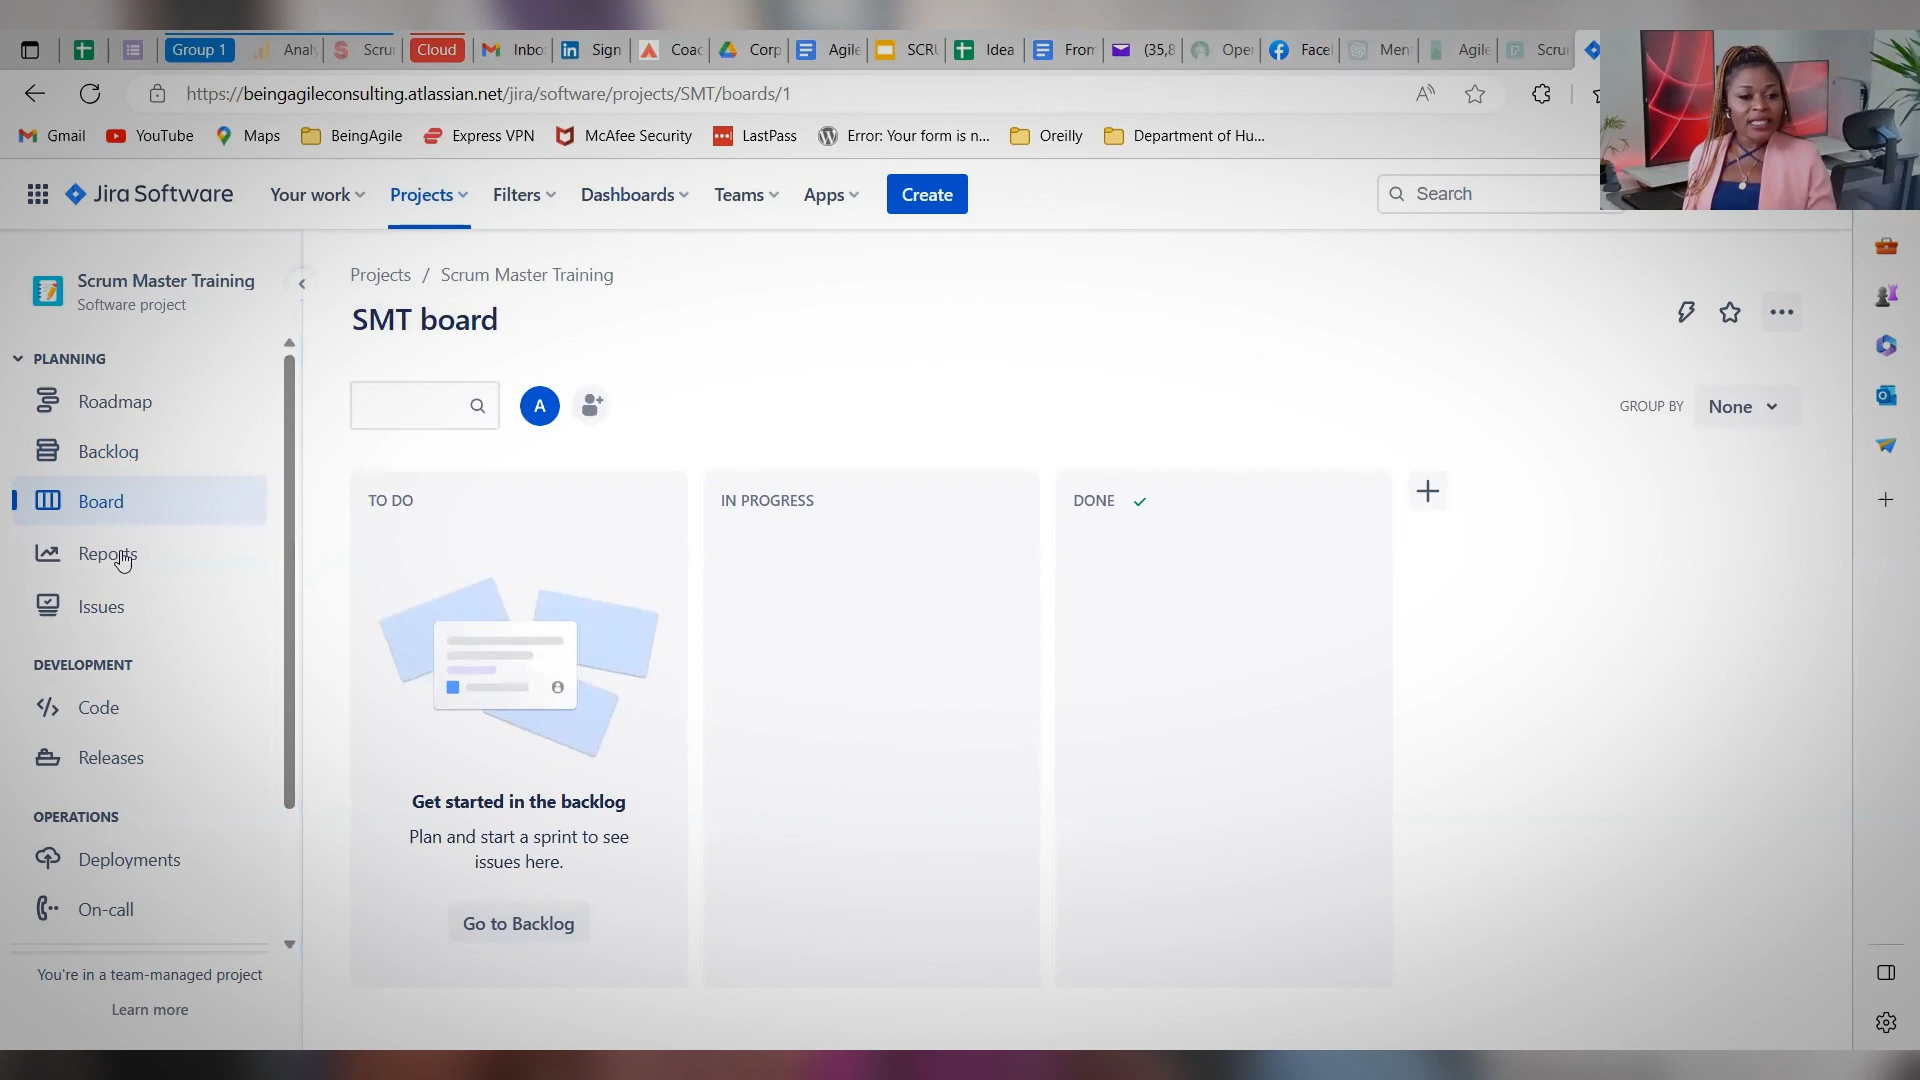 Group 1
Analy
Scru
Cloud
Inbo
Sign
Coac
Corp
Agile
SCRU
Idea
Fron
(35,8
Oper
Facel
Ment
Agile
Scru
https://beingagileconsulting.atlassian.net/jira/software/projects/SMT/boards/1
Gmail
YouTube
Maps
BeingAgile
Express VPN
McAfee Security
LastPass
Error: Your form is n...
Oreilly
Department of Hu...
Jira Software
Your work
Projects
Filters
Dashboards
Teams
Apps
Create
Search
Scrum Master Training
Software project
PLANNING
Roadmap
Backlog
Board
Reports
Issues
DEVELOPMENT
Code
Releases
OPERATIONS
Deployments
On-call
You're in a team-managed project
Learn more
Projects / Scrum Master Training
SMT board
A
GROUP BY
None
TO DO
IN PROGRESS
DONE
Get started in the backlog
Plan and start a sprint to see
issues here.
Go to Backlog